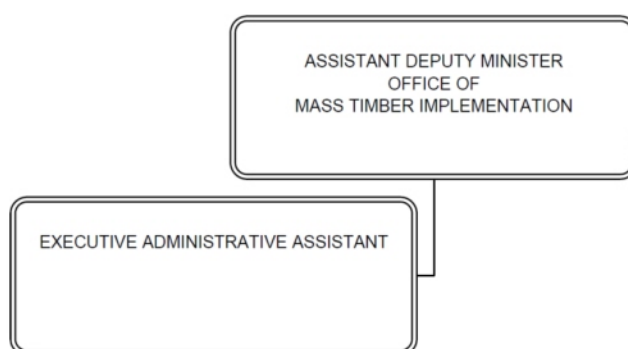 ASSISTANT DEPUTY MINISTER
OFFICE OF
MASS TIMBER IMPLEMENTATION
EXECUTIVE ADMINISTRATIVE ASSISTANT